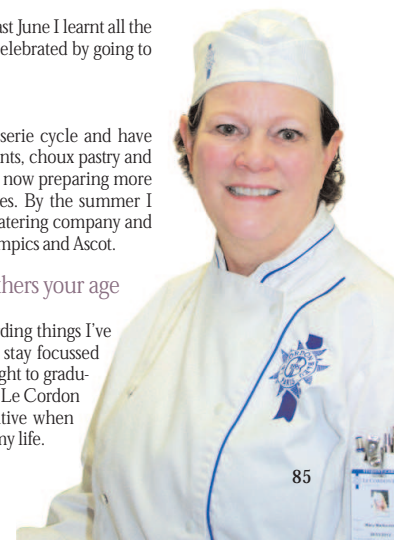 ast June I learnt all the
elebrated by going to
serie cycle and have
nts, choux pastry and
now preparing more
es. By the summer I
atering company and
mpics and Ascot.
hers your age
ding things I've
stay focussed
ght to gradu-
Le Cordon
tive when
my life.
85